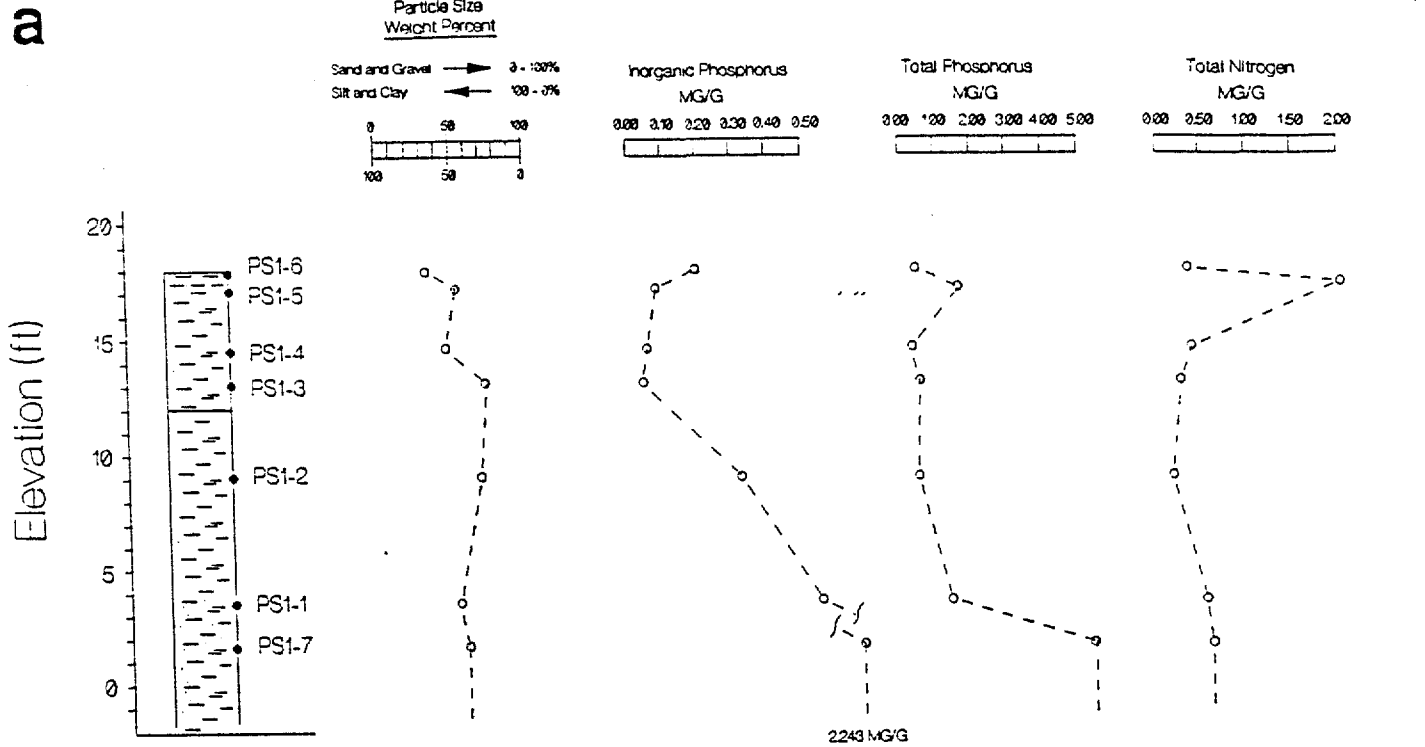 a
Particle Size
Weight Percent
Sand and Gravel 0 - 100%
Silt and Clay 100 - 0%
0 50 100
100 50 0
Inorganic Phosphorus
MG/G
0.00 0.10 0.20 0.30 0.40 0.50
Total Phosphorus
MG/G
0.00 1.00 2.00 3.00 4.00 5.00
Total Nitrogen
MG/G
0.00 0.50 1.00 1.50 2.00
Elevation (ft)
20
15
10
5
0
PS1-6
PS1-5
PS1-4
PS1-3
PS1-2
PS1-1
PS1-7
2.243 MG/G